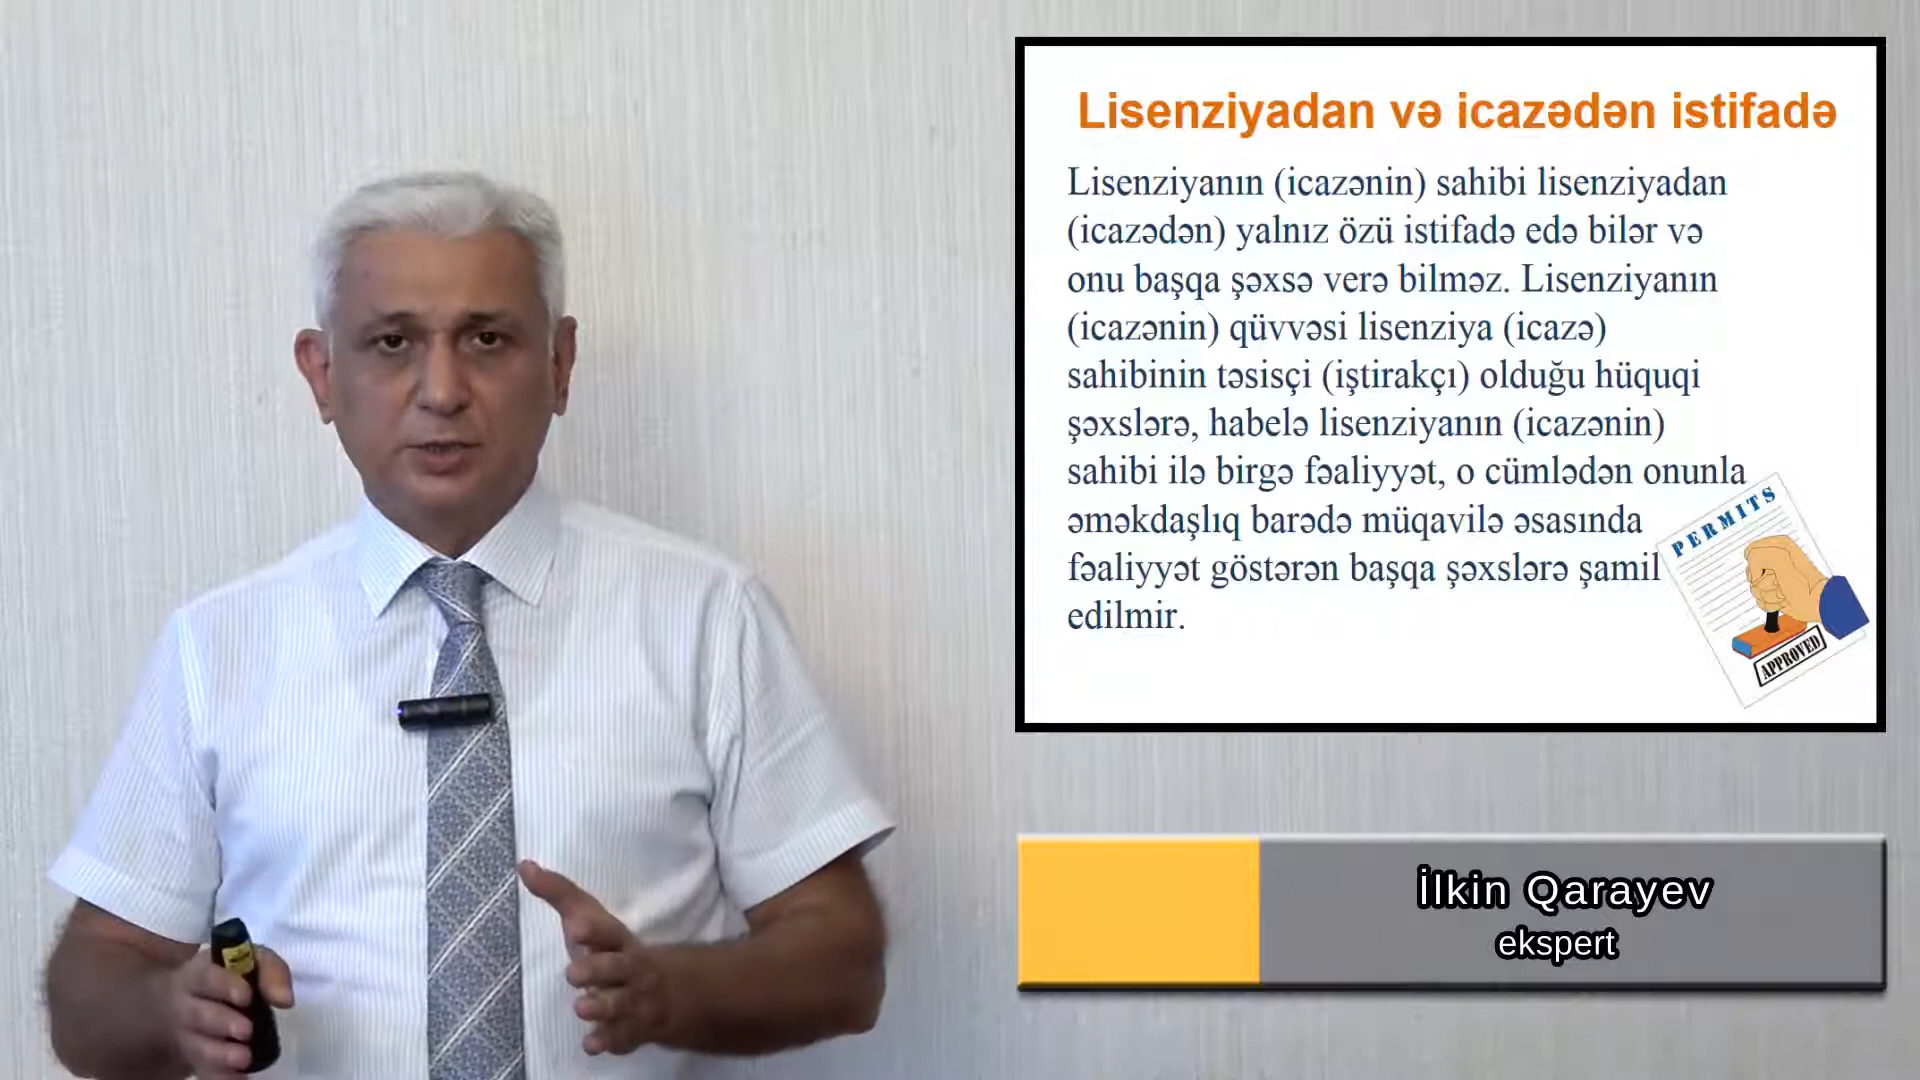 Lisenziyadan və icazədən istifadə
Lisenziyanın (icazənin) sahibi lisenziyadan
(icazədən) yalnız özü istifadə edə bilər və
onu başqa şəxsə verə bilməz. Lisenziyanın
(icazənin) qüvvəsi lisenziya (icazə)
sahibinin təsisçi (iştirakçı) olduğu hüquqi
şəxslərə, habelə lisenziyanın (icazənin)
sahibi ilə birgə fəaliyyət, o cümlədən onunla
əməkdaşlıq barədə müqavilə əsasında
fəaliyyət göstərən başqa şəxslərə şamil
edilmir.
PERMITS
APPROVED
İlkin Qarayev
ekspert